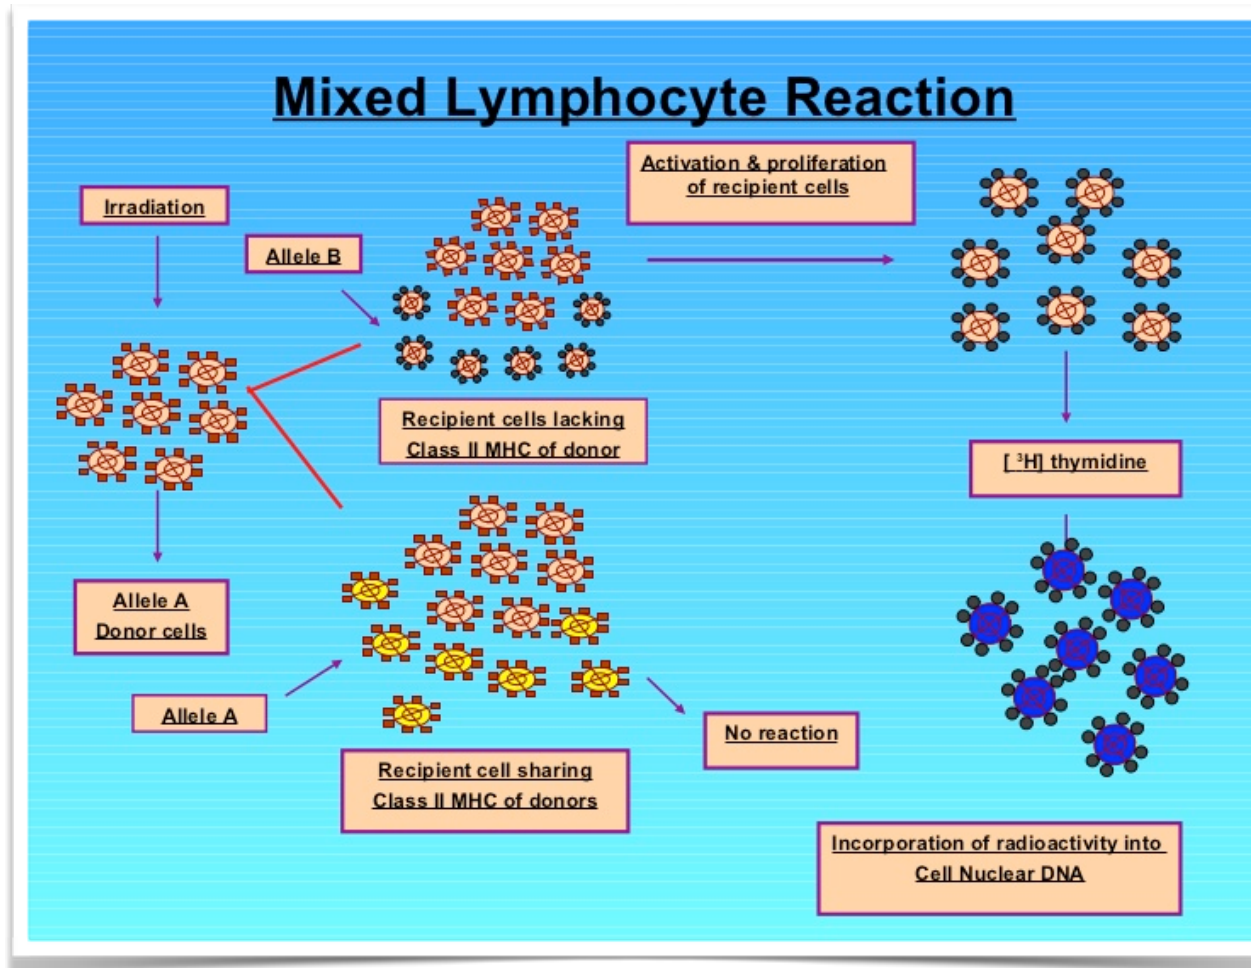 Mixed Lymphocyte Reaction
Activation & proliferation
of recipient cells
Irradiation
Allele B
Recipient cells lacking
Class II MHC of donor
[ ³H] thymidine
Allele A
Donor cells
Allele A
No reaction
Recipient cell sharing
Class II MHC of donors
Incorporation of radioactivity into
Cell Nuclear DNA